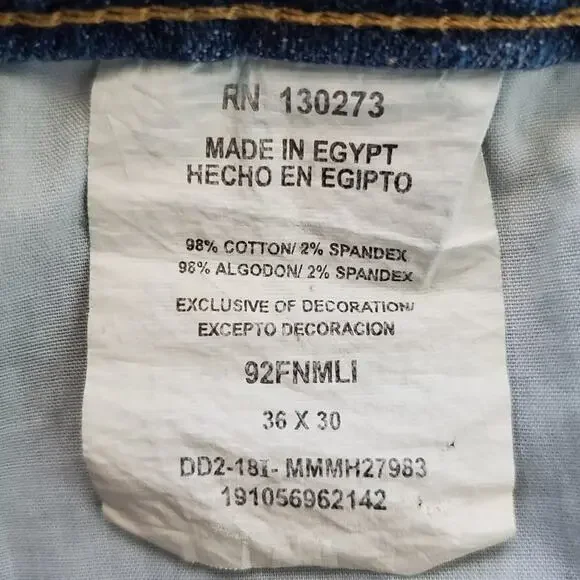 RN 130273
MADE IN EGYPT
HECHO EN EGIPTO
98% COTTON/ 2% SPANDEX
98% ALGODON/ 2% SPANDEX
EXCLUSIVE OF DECORATION/
EXCEPTO DECORACION
92FNMLI
36 X 30
DD2-18I- MMMH27983
191056962142